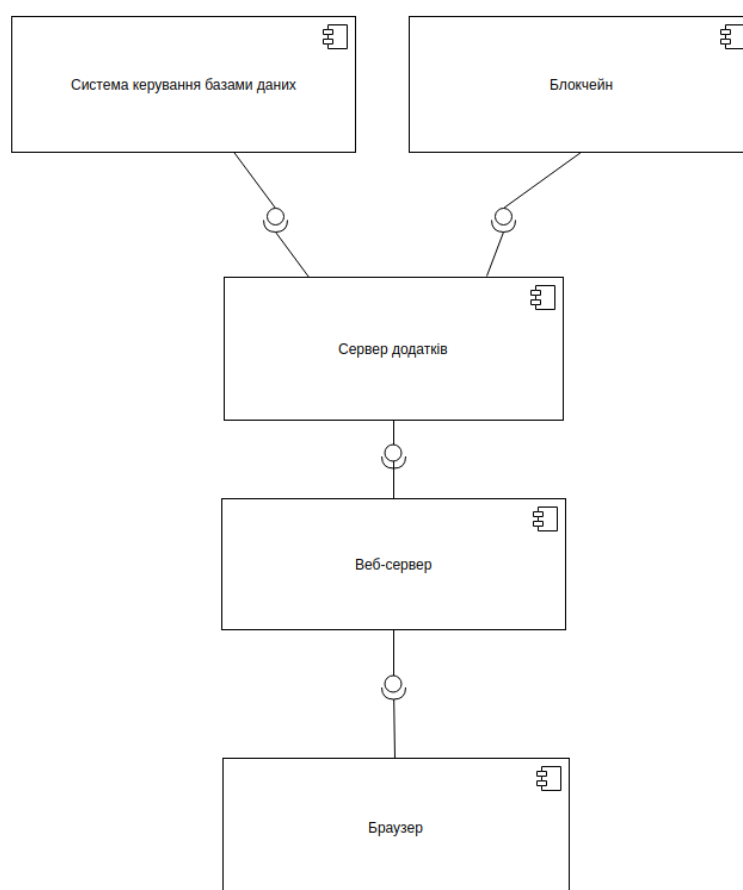 Система керування базами даних
Блокчейн
Сервер додатків
Веб-сервер
Браузер